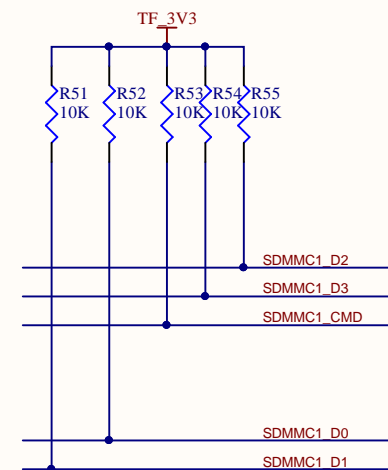 TF_3V3
R51 R52 R53 R54 R55
10K 10K 10K 10K 10K
SDMMC1_D2
SDMMC1_D3
SDMMC1_CMD
SDMMC1_D0
SDMMC1_D1